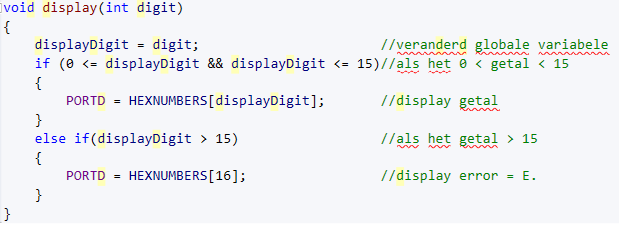 void display(int digit)
{
displayDigit = digit; //veranderd globale variabele
if (0 <= displayDigit && displayDigit <= 15)//als het 0 < getal < 15
{
PORTD = HEXNUMBERS[displayDigit]; //display getal
}
else if(displayDigit > 15) //als het getal > 15
{
PORTD = HEXNUMBERS[16]; //display error = E.
}
}